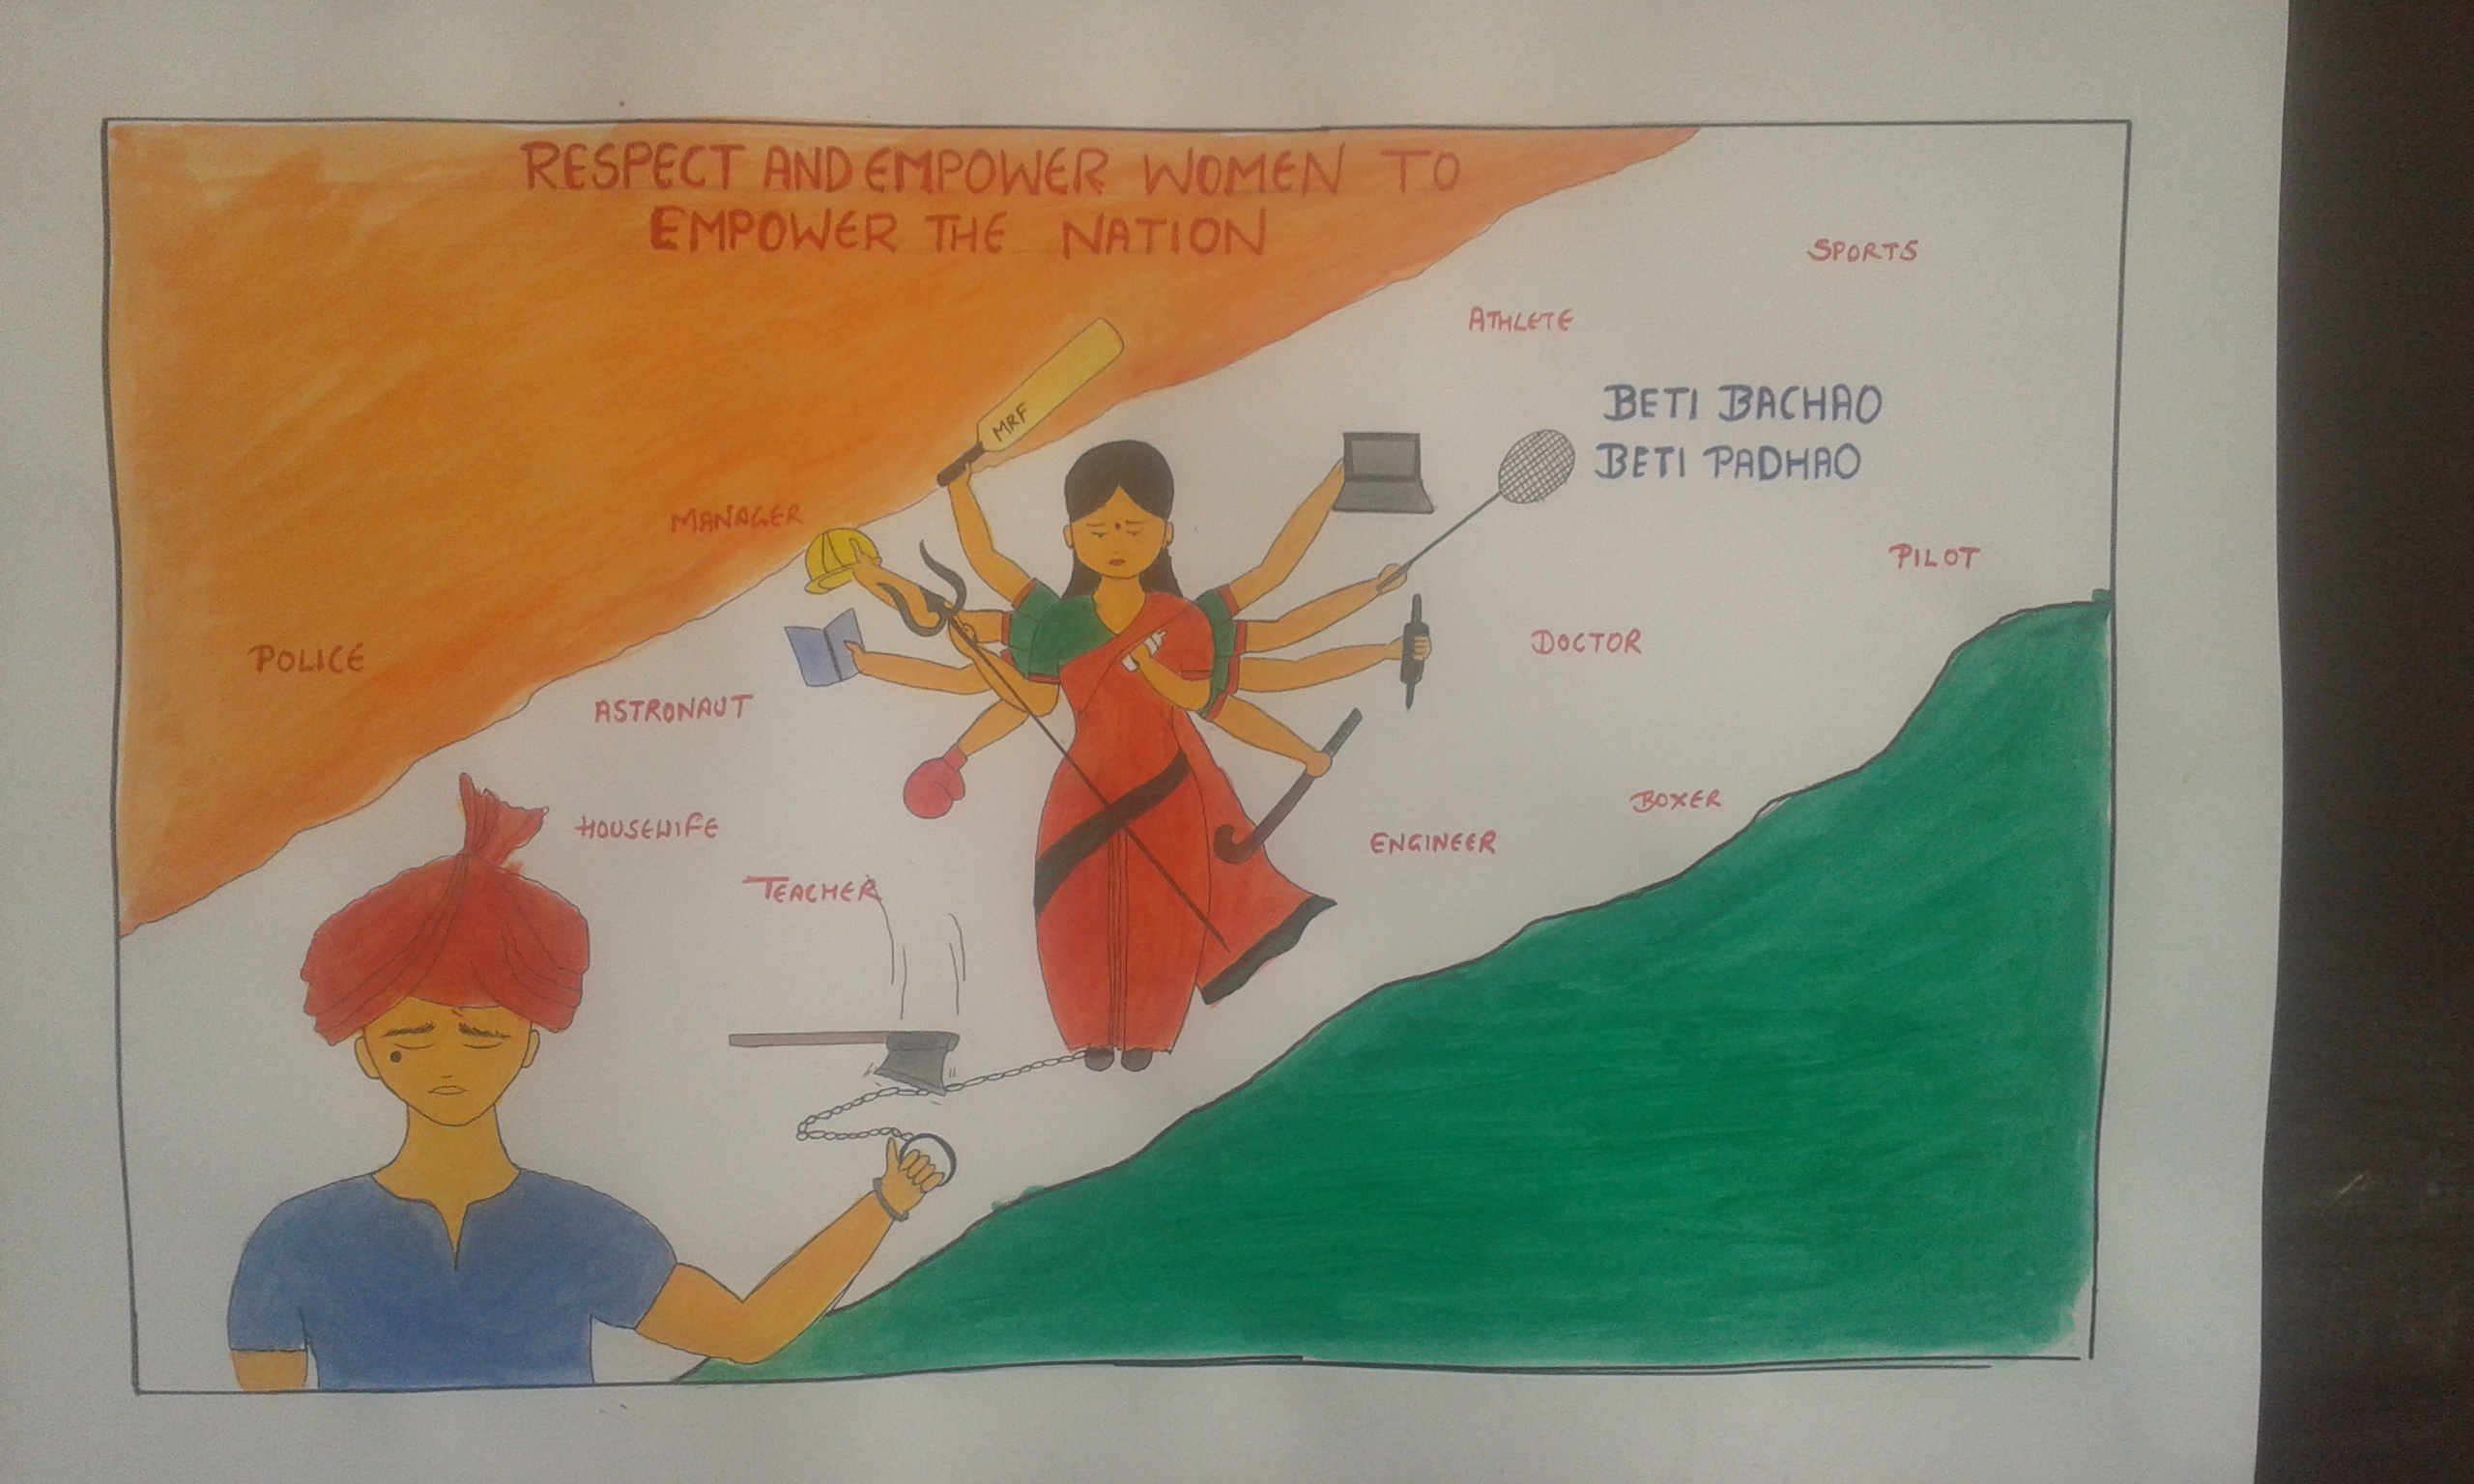 RESPECT AND EMPOWER WOMEN TO
EMPOWER THE NATION
SPORTS
ATHLETE
BETI BACHAO
BETI PADHAO
MRF
MANAGER
PILOT
POLICE
DOCTOR
ASTRONAUT
HOUSEWIFE
BOXER
ENGINEER
TEACHER